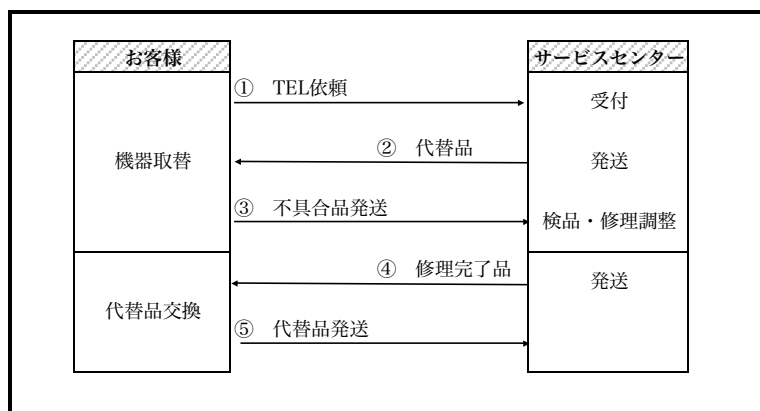 お客様
サービスセンター
① TEL依頼
受付
機器取替
② 代替品
発送
③ 不具合品発送
検品・修理調整
④ 修理完了品
発送
代替品交換
⑤ 代替品発送